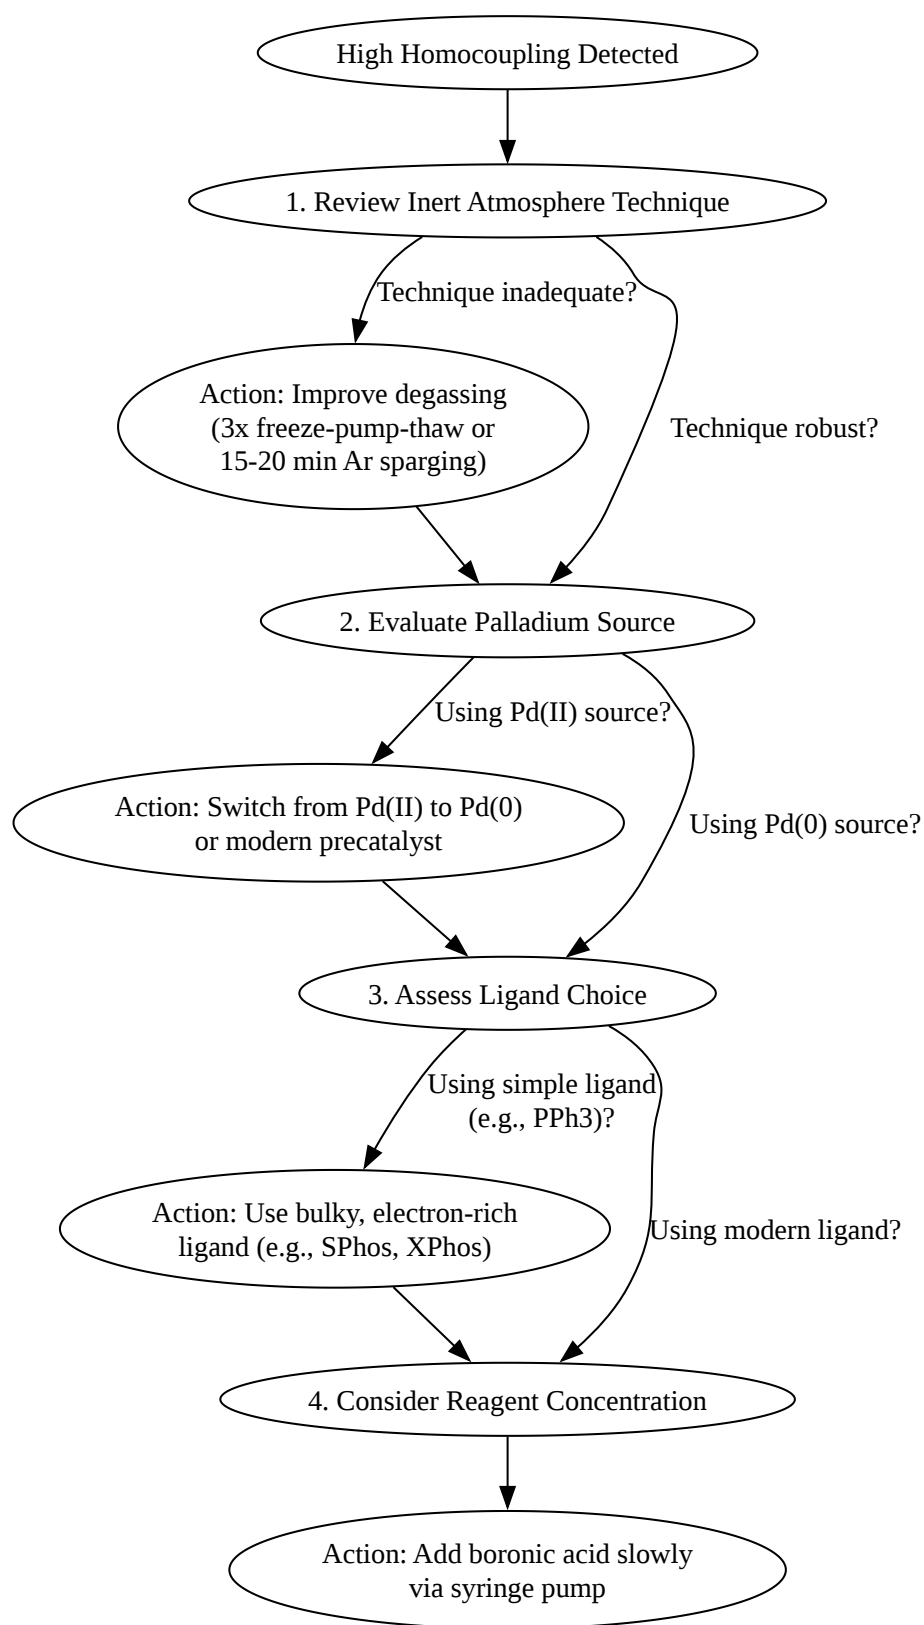 High Homocoupling Detected
1. Review Inert Atmosphere Technique
Technique inadequate?
Action: Improve degassing
(3x freeze-pump-thaw or
15-20 min Ar sparging)
Technique robust?
2. Evaluate Palladium Source
Using Pd(II) source?
Action: Switch from Pd(II) to Pd(0)
or modern precatalyst
Using Pd(0) source?
3. Assess Ligand Choice
Using simple ligand
(e.g., PPh3)?
Action: Use bulky, electron-rich
ligand (e.g., SPhos, XPhos)
Using modern ligand?
4. Consider Reagent Concentration
Action: Add boronic acid slowly
via syringe pump